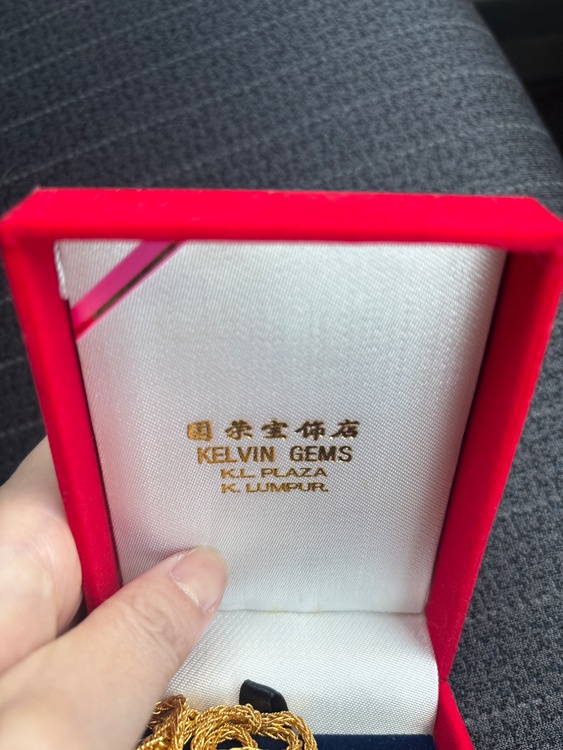 国荣宝饰店
KELVIN GEMS
K.L. PLAZA
K. LUMPUR.